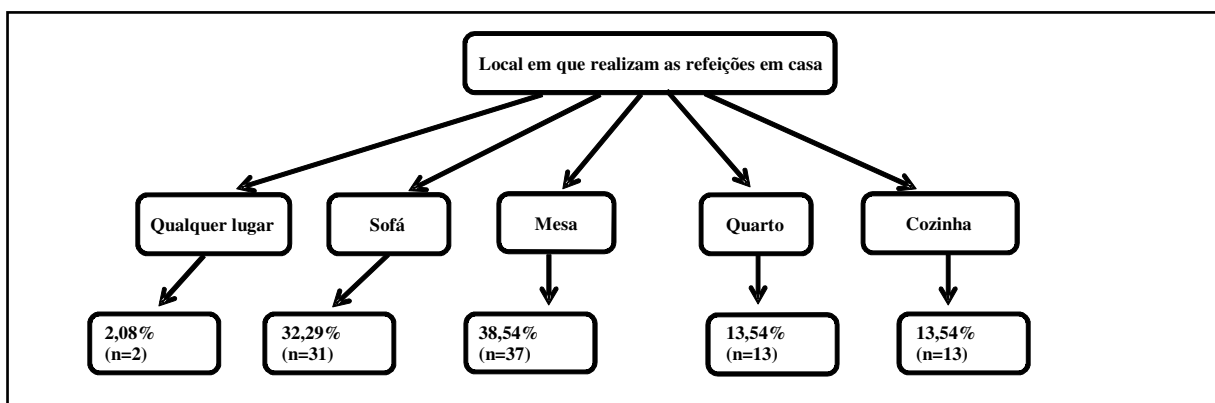 Local em que realizam as refeições em casa
Qualquer lugar
Sofá
Mesa
Quarto
Cozinha
2,08%
(n=2)
32,29%
(n=31)
38,54%
(n=37)
13,54%
(n=13)
13,54%
(n=13)